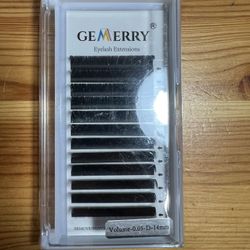 GEMERRY
Eyelash Extensions
Volume-0.05-D-14mm